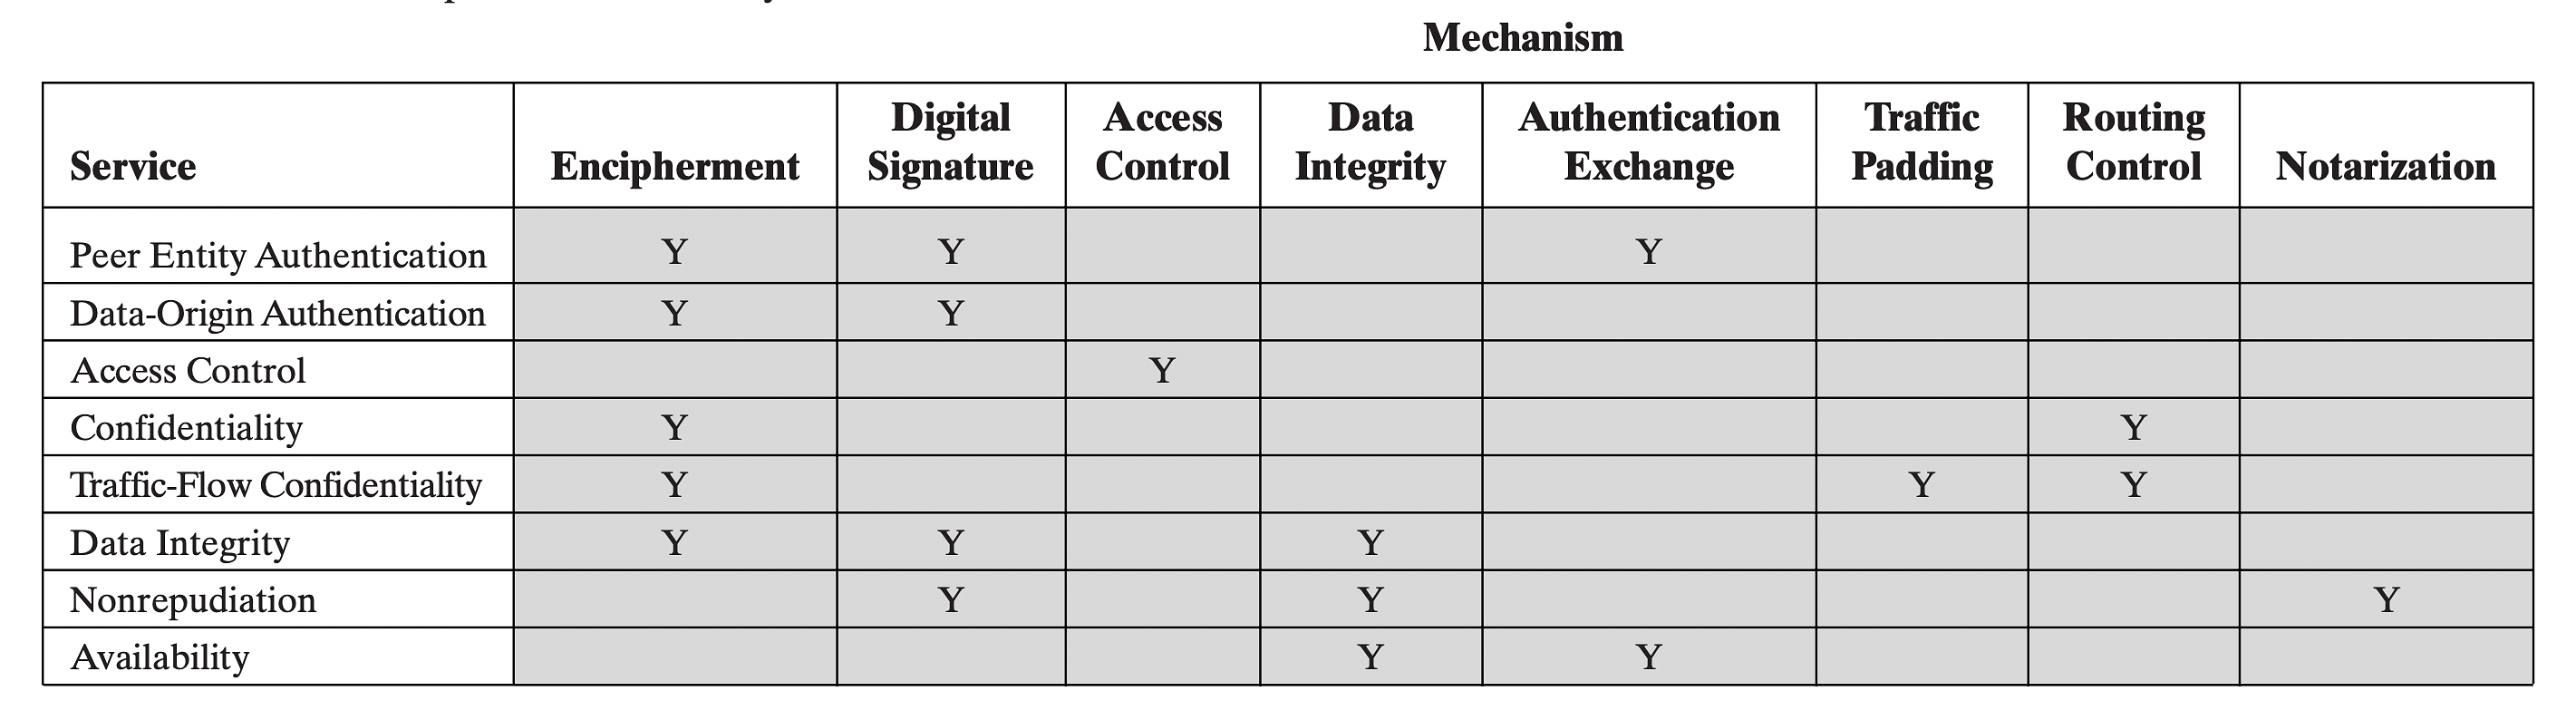 Mechanism
Service Encipherment Digital Signature Access Control Data Integrity Authentication Exchange Traffic Padding Routing Control Notarization
Peer Entity Authentication Y Y Y
Data-Origin Authentication Y Y
Access Control Y
Confidentiality Y Y
Traffic-Flow Confidentiality Y Y Y
Data Integrity Y Y Y
Nonrepudiation Y Y Y
Availability Y Y